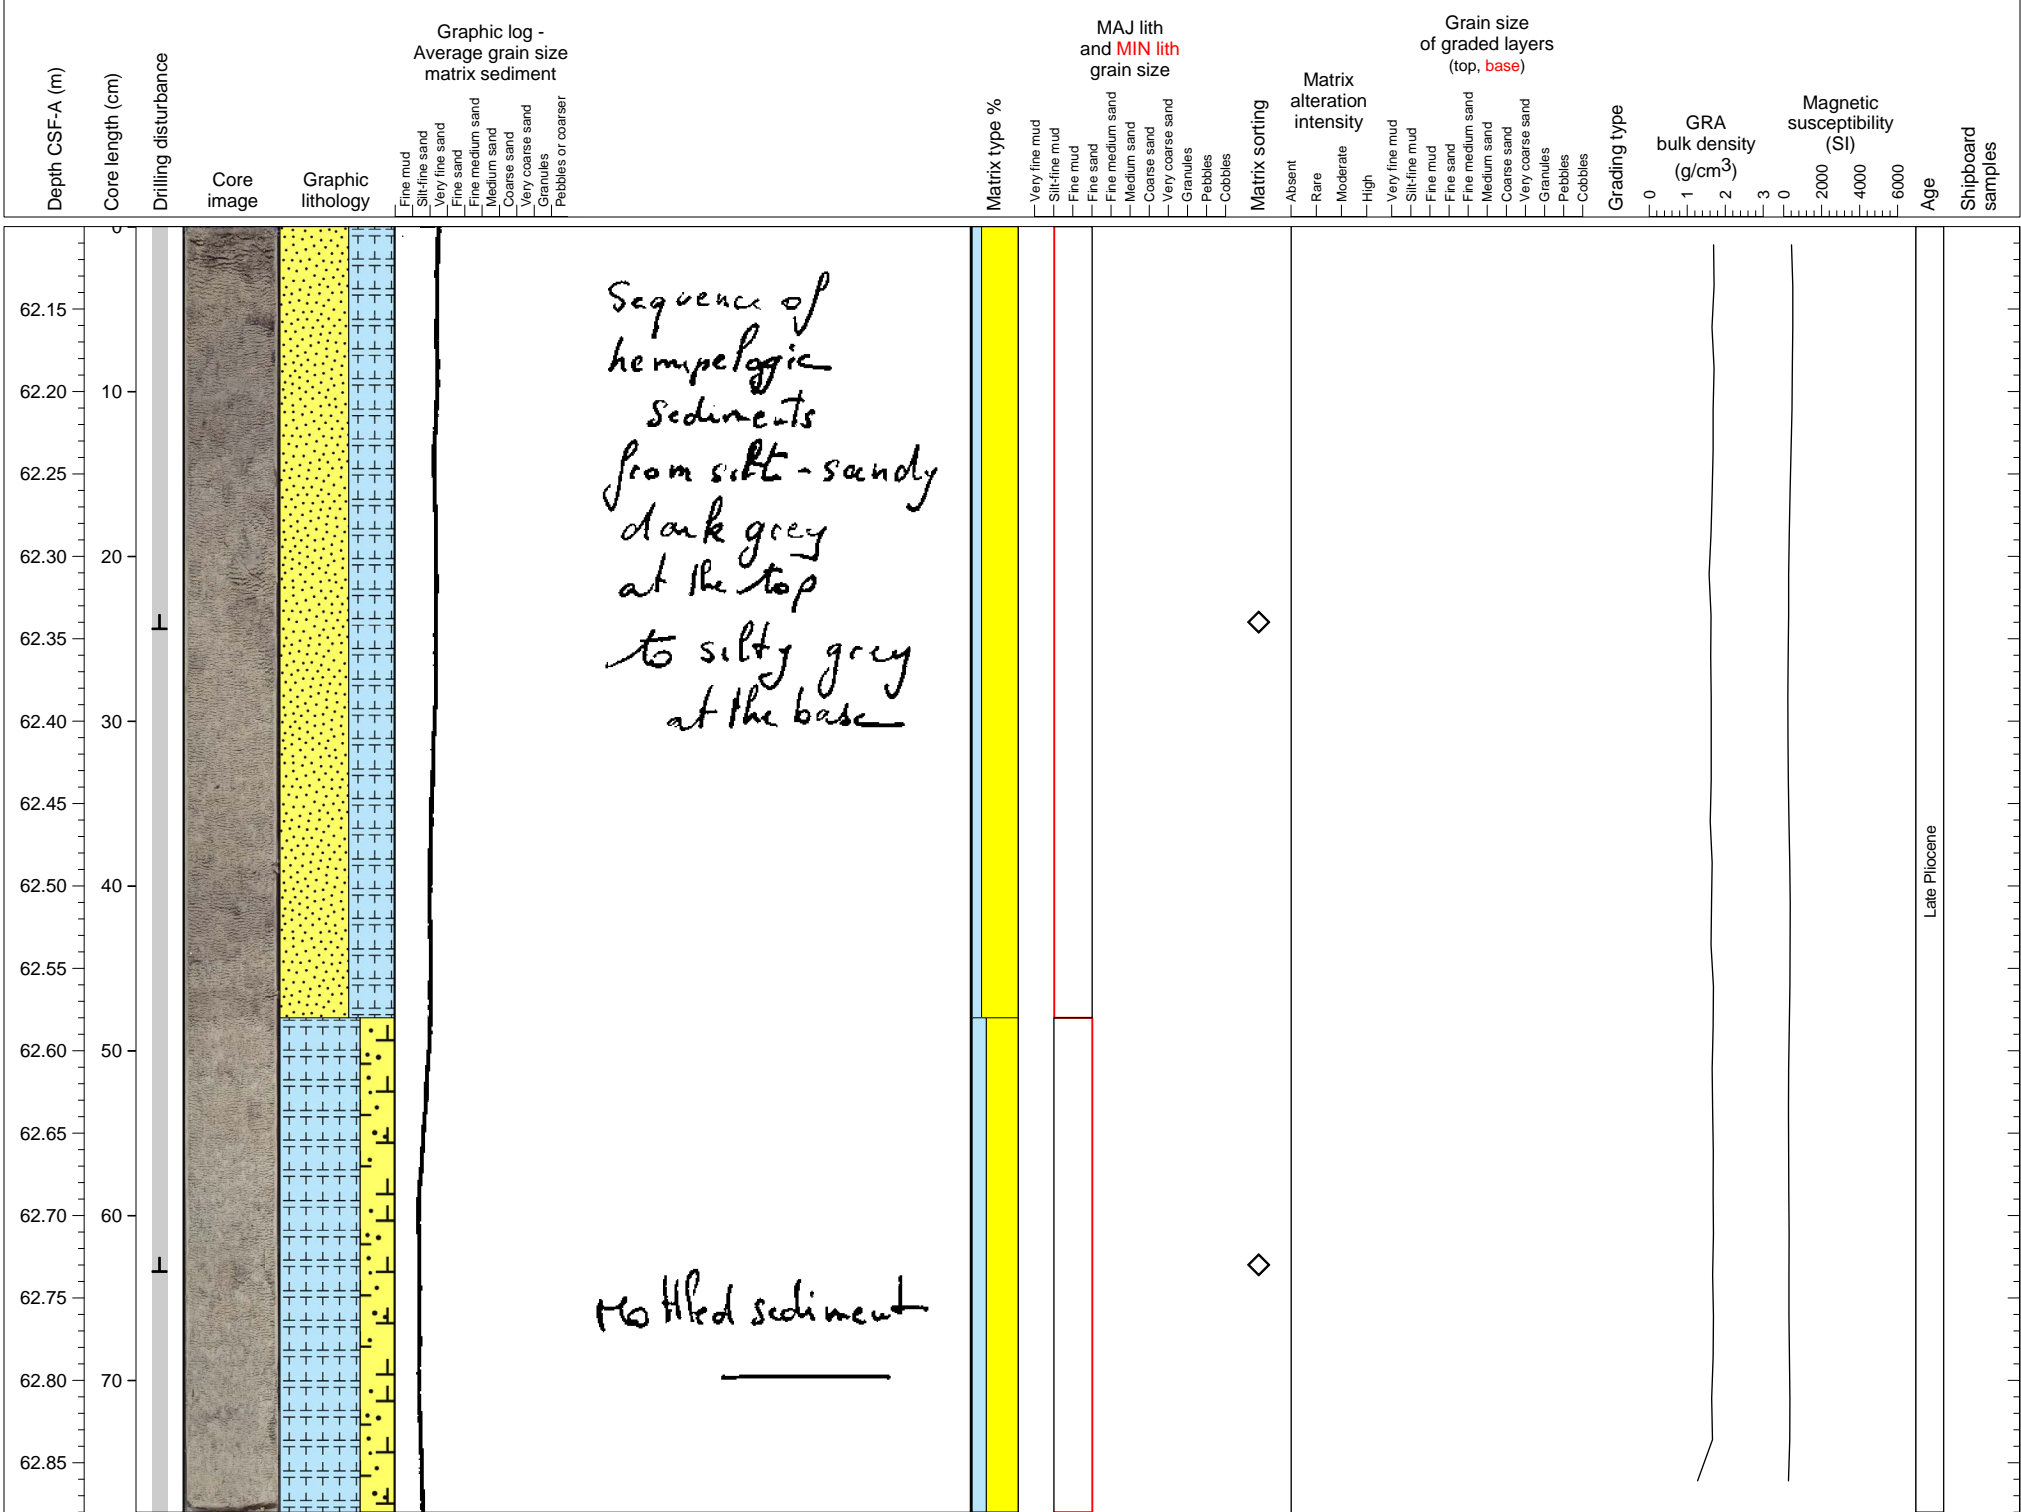 Depth CSF-A (m)
Core length (cm)
Drilling disturbance
Core
image
Graphic
lithology
Graphic log -
Average grain size
matrix sediment
Fine mud
Silt-fine sand
Very fine sand
Fine sand
Fine medium sand
Medium sand
Coarse sand
Very coarse sand
Granules
Pebbles or coarser
Matrix type %
MAJ lith
and MIN lith
grain size
Very fine mud
Silt-fine mud
Fine mud
Fine sand
Fine medium sand
Medium sand
Coarse sand
Very coarse sand
Granules
Pebbles
Cobbles
Matrix sorting
Matrix
alteration
intensity
Absent
Rare
Moderate
High
Grain size
of graded layers
(top, base)
Very fine mud
Silt-fine mud
Fine mud
Fine sand
Fine medium sand
Medium sand
Coarse sand
Very coarse sand
Granules
Pebbles
Cobbles
Grading type
GRA
bulk density
(g/cm3)
0 1 2 3
Magnetic
susceptibility
(SI)
0 2000 4000 6000
Age
Shipboard
samples
0
62.15
62.20 10
62.25
62.30 20
62.35
62.40 30
62.45
62.50 40
62.55
62.60 50
62.65
62.70 60
62.75
62.80 70
62.85
Sequence of
hemipelagic
sediments
from silt-sandy
dark grey
at the top
to silty grey
at the base
Mottled sediment
Late Pliocene